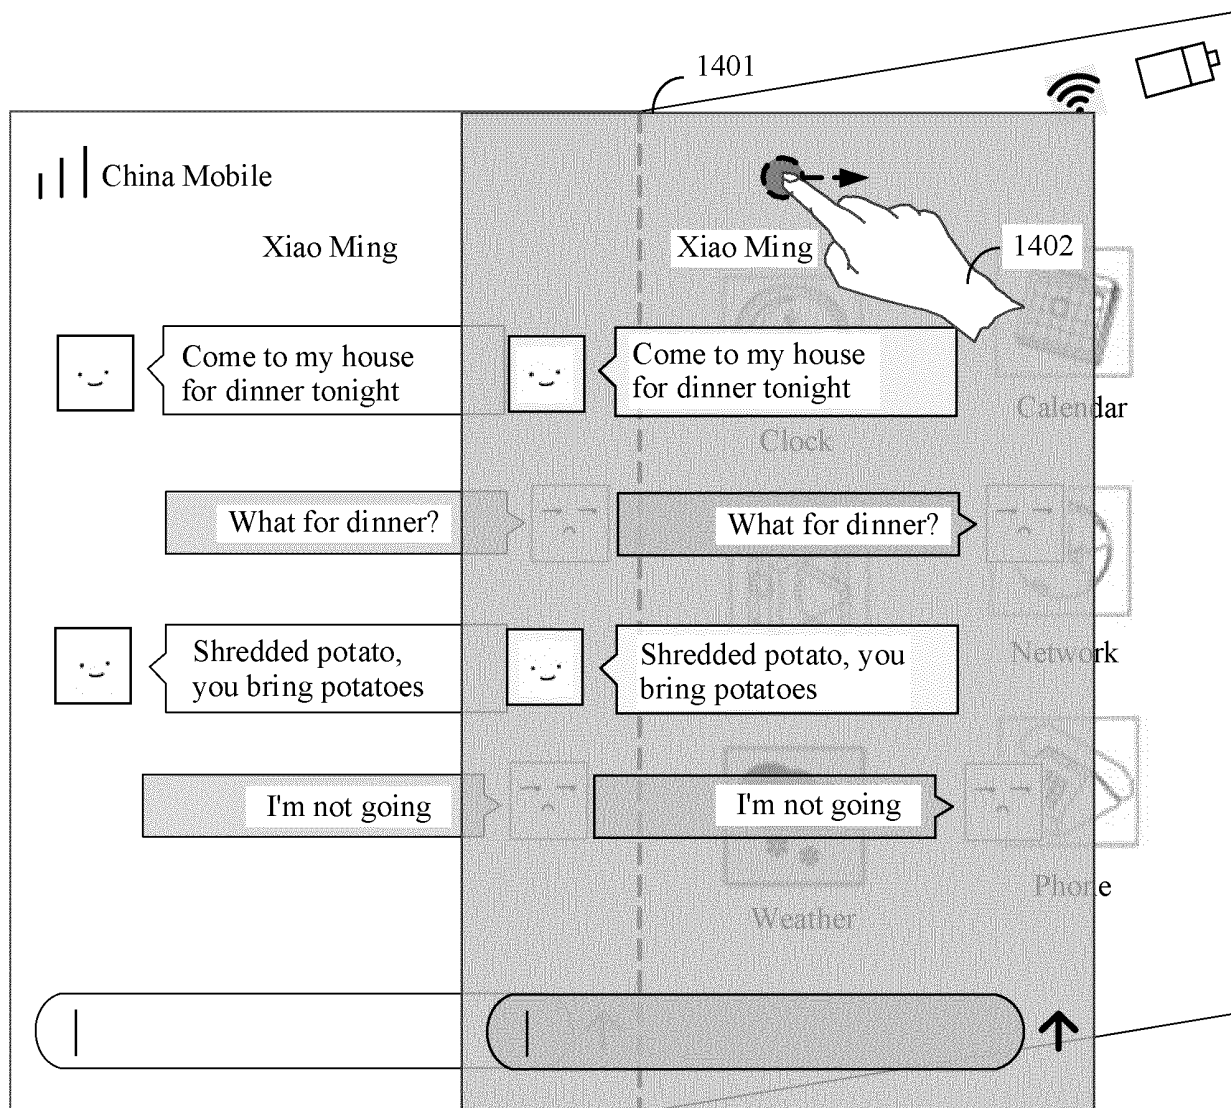 1401
China Mobile
Xiao Ming
Xiao Ming
1402
Come to my house
for dinner tonight
Come to my house
for dinner tonight
Calendar
Clock
What for dinner?
What for dinner?
Shredded potato,
you bring potatoes
Shredded potato, you
bring potatoes
Network
I'm not going
I'm not going
Phone
Weather